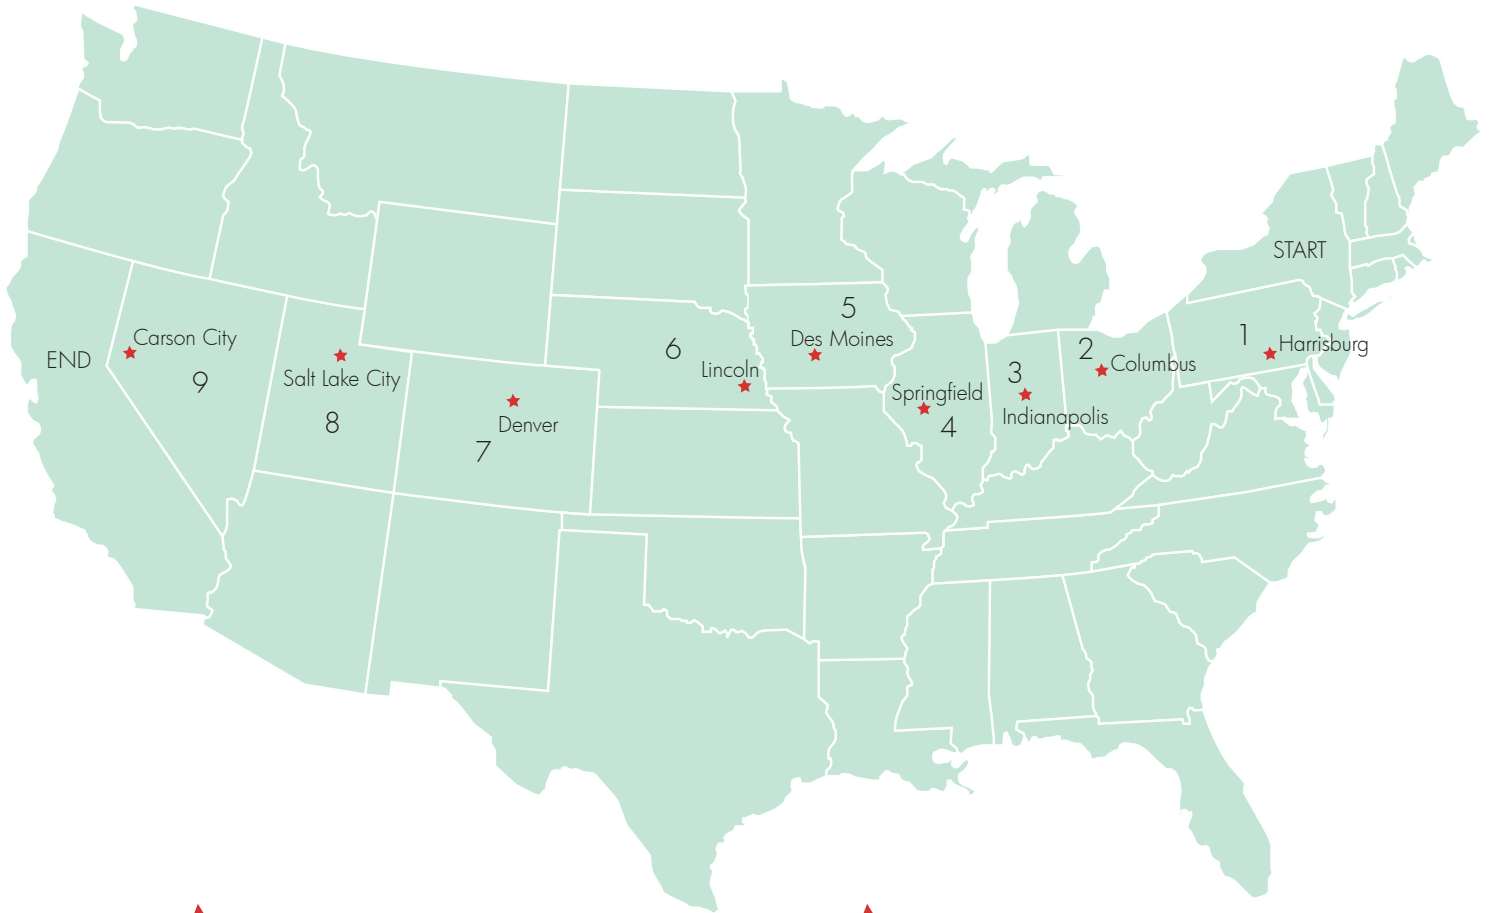 START
5
1
Carson City
Des Moines
Harrisburg
2
END
6
Columbus
Lincoln
3
9
Salt Lake City
Springfield
Indianapolis
8
Denver
4
7